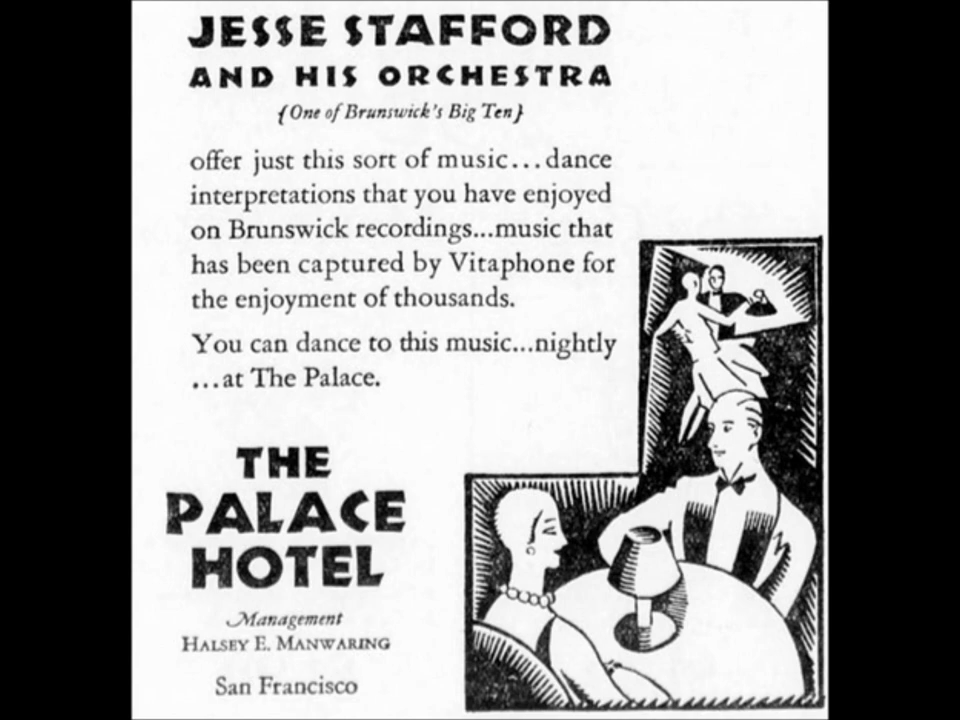 JESSE STAFFORD
AND HIS ORCHESTRA
{One of Brunswick's Big Ten}
offer just this sort of music...dance
interpretations that you have enjoyed
on Brunswick recordings...music that
has been captured by Vitaphone for
the enjoyment of thousands.
You can dance to this music...nightly
...at The Palace.
THE
PALACE
HOTEL
Management
HALSEY E. MANWARING
San Francisco